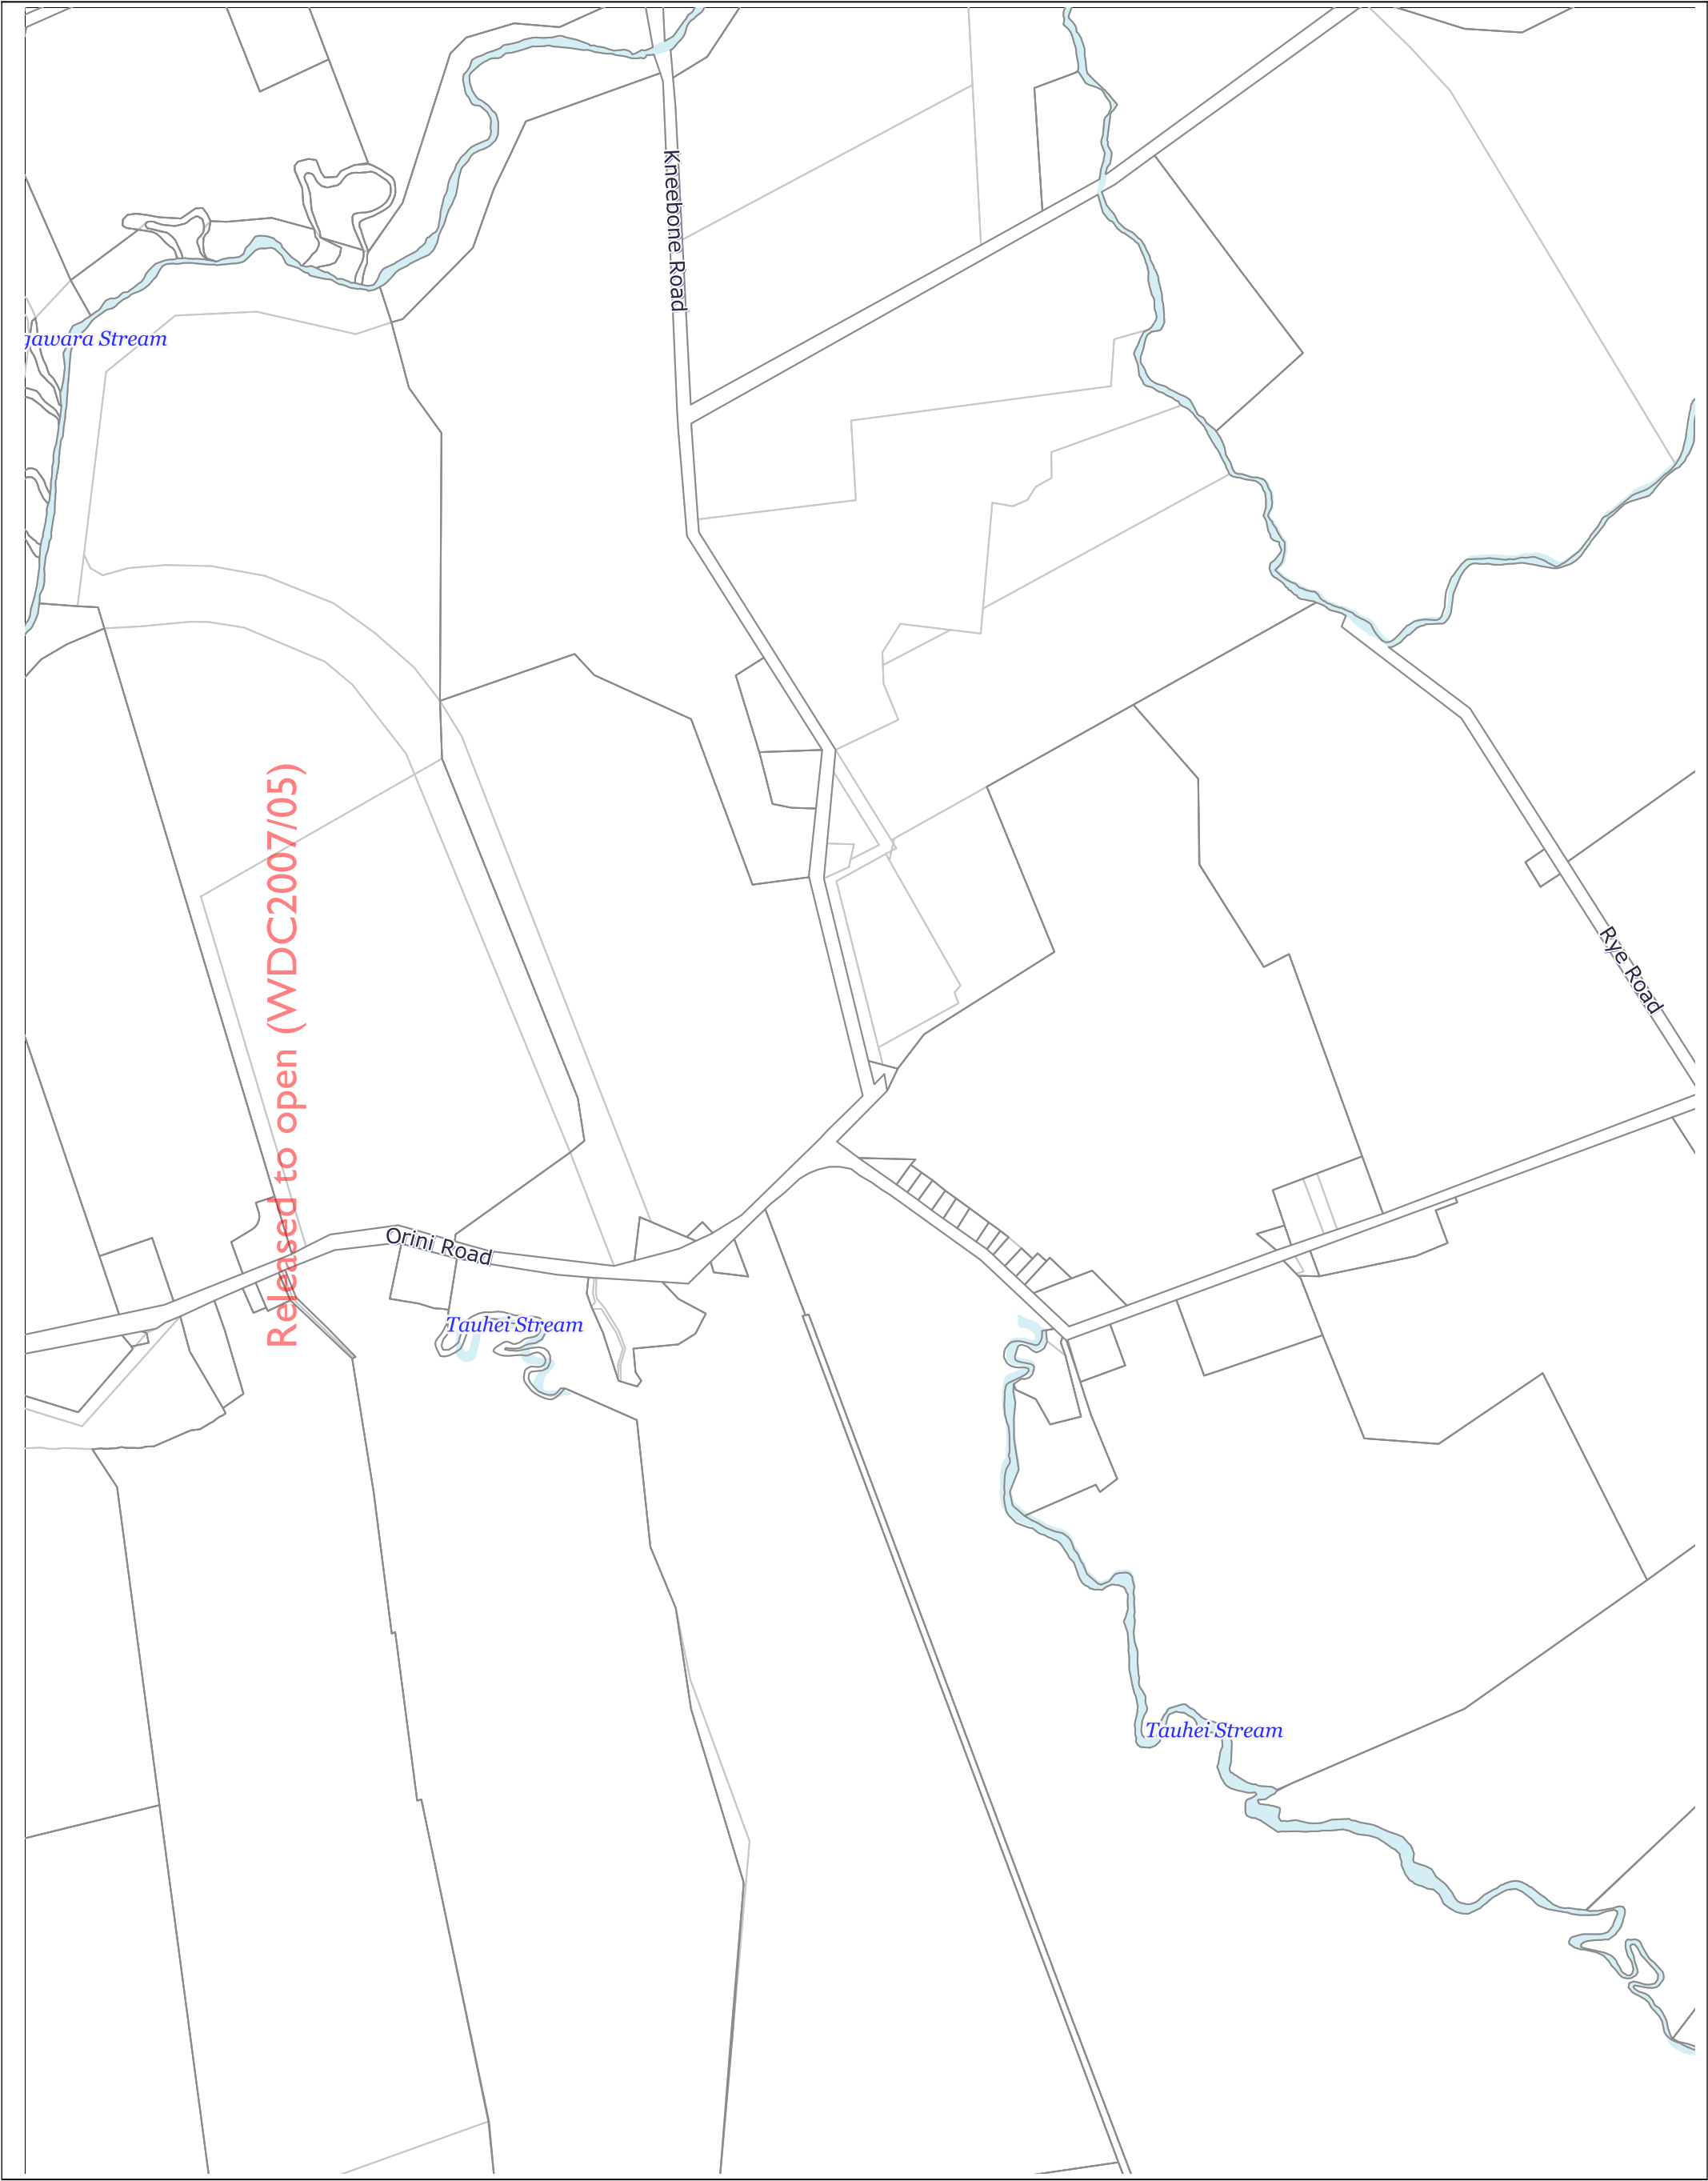 Kneebone Road
gawara Stream
Released to open (WDC2007/05)
Rye Road
Orini Road
Tauhei Stream
Tauhei Stream